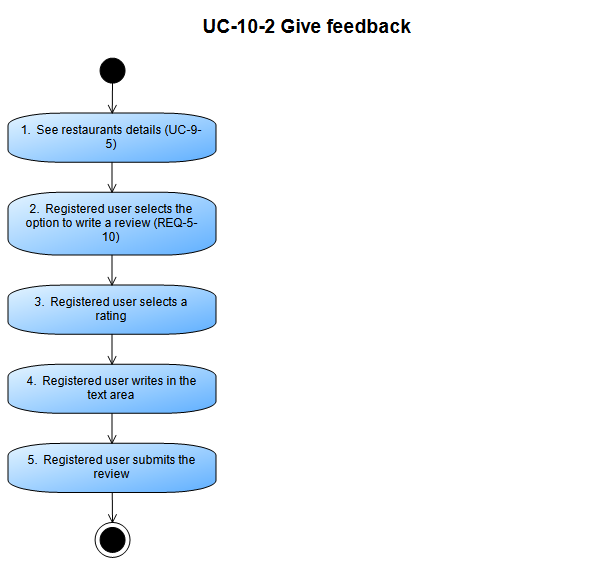 UC-10-2 Give feedback
1. See restaurants details (UC-9-
5)
2. Registered user selects the
option to write a review (REQ-5-
10)
3. Registered user selects a
rating
4. Registered user writes in the
text area
5. Registered user submits the
review